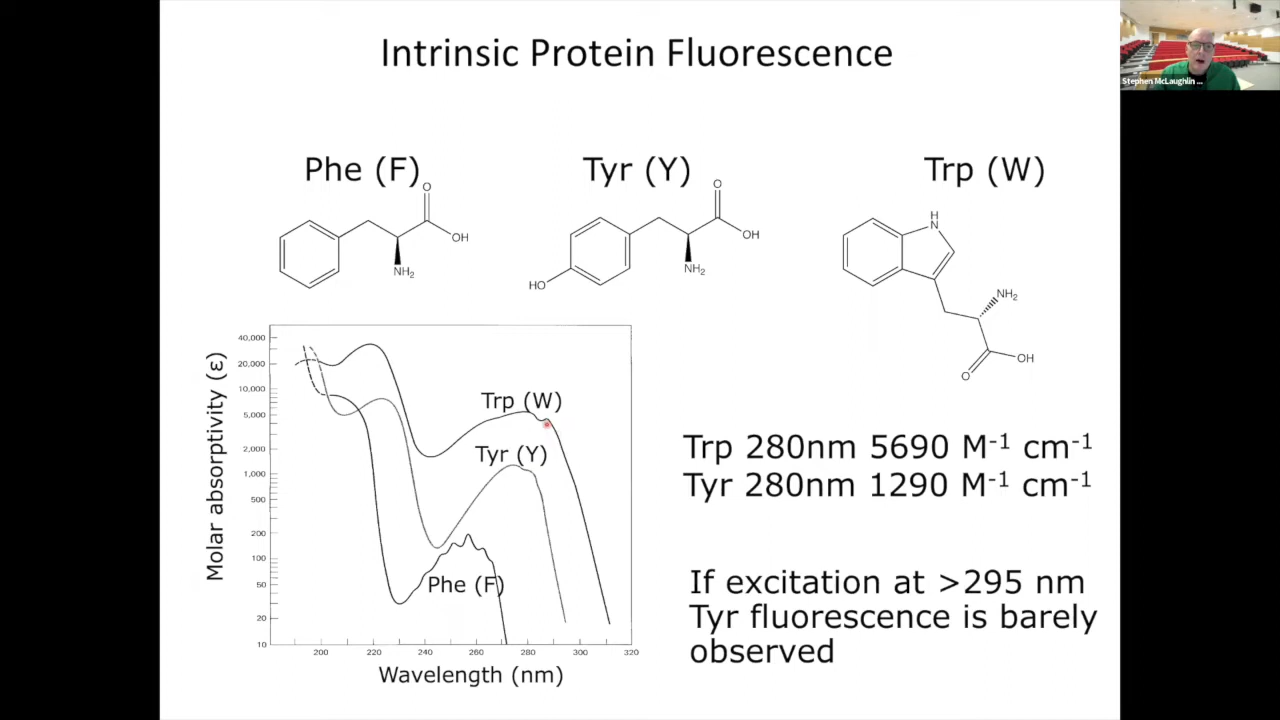 Intrinsic Protein Fluorescence
Stephen McLaughlin ...
Phe (F)
Tyr (Y)
Trp (W)
O
OH
NH2
O
OH
NH2
HO
H
N
NH2
OH
O
Molar absorptivity (ε)
40,000
20,000
10,000
5,000
2,000
1,000
500
200
100
50
20
10
Trp (W)
Tyr (Y)
Phe (F)
200
220
240
260
280
300
320
Wavelength (nm)
Trp 280nm 5690 M-1 cm-1
Tyr 280nm 1290 M-1 cm-1
If excitation at >295 nm
Tyr fluorescence is barely
observed